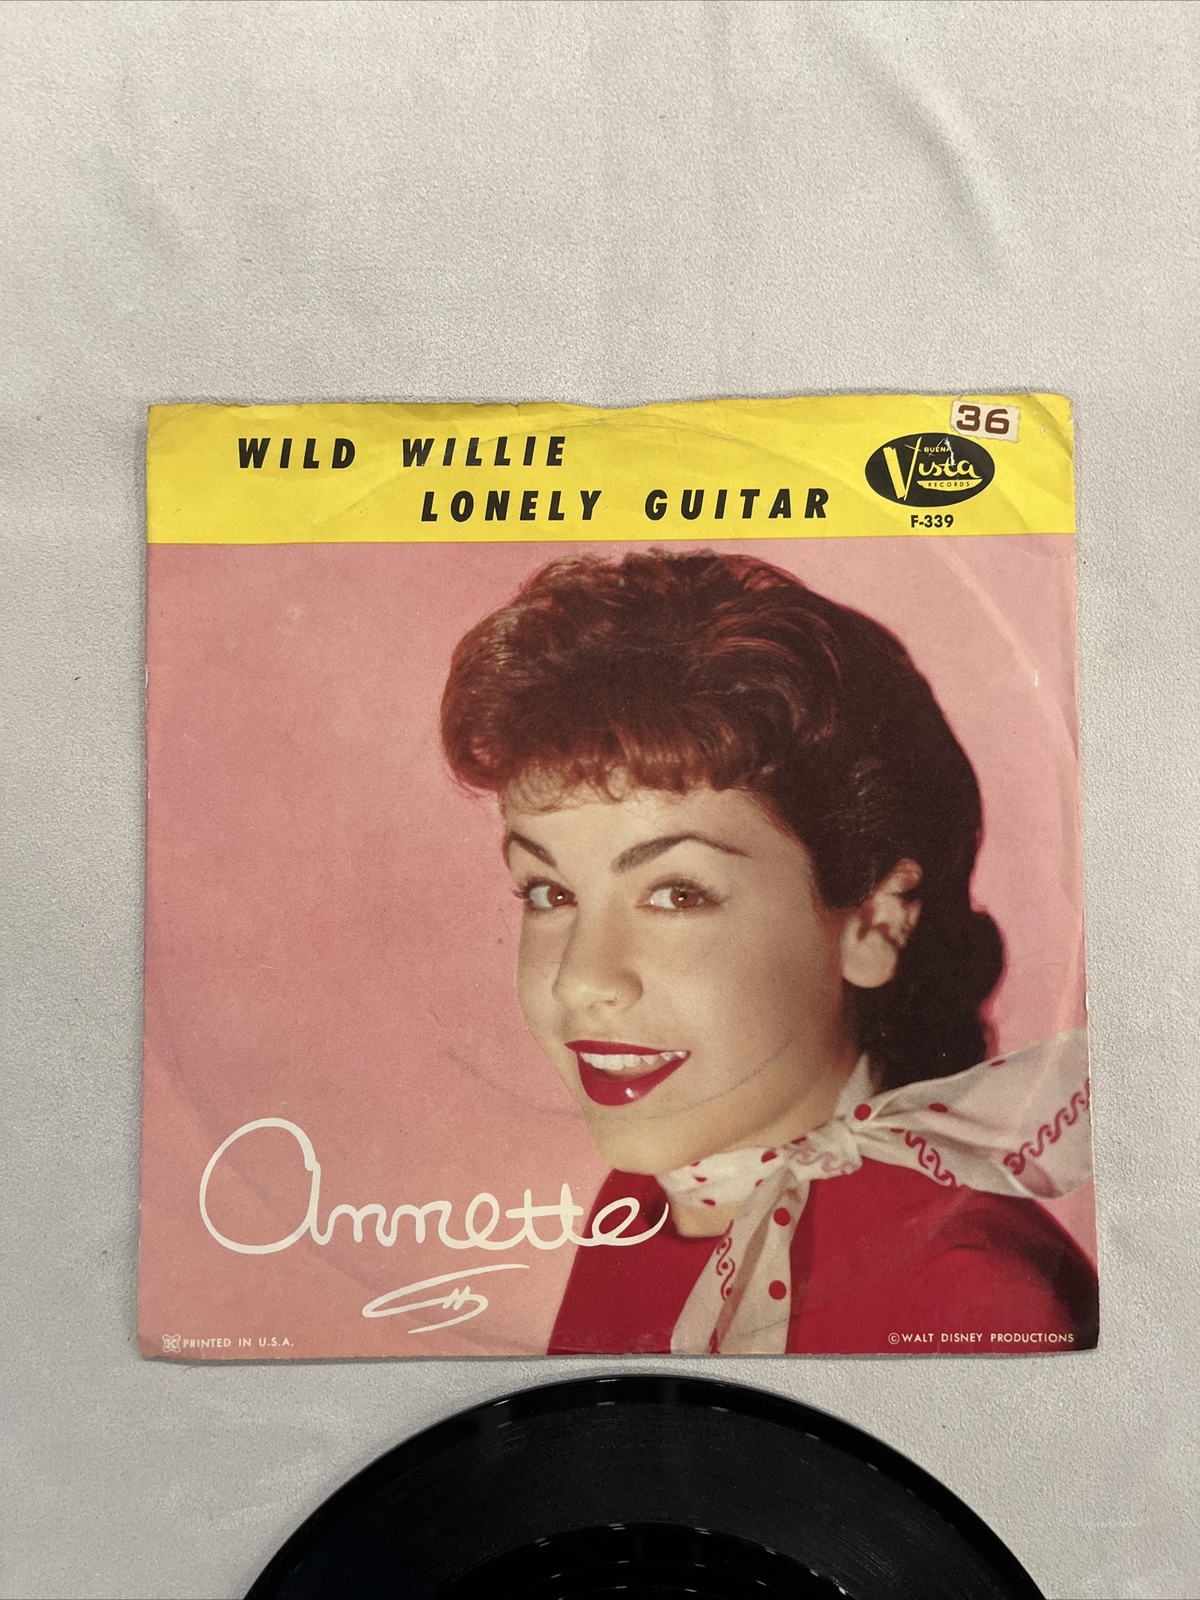 36
WILD WILLIE
LONELY GUITAR
BUENA
Vista
RECORDS
F-339
Annette
K PRINTED IN U.S.A.
©WALT DISNEY PRODUCTIONS